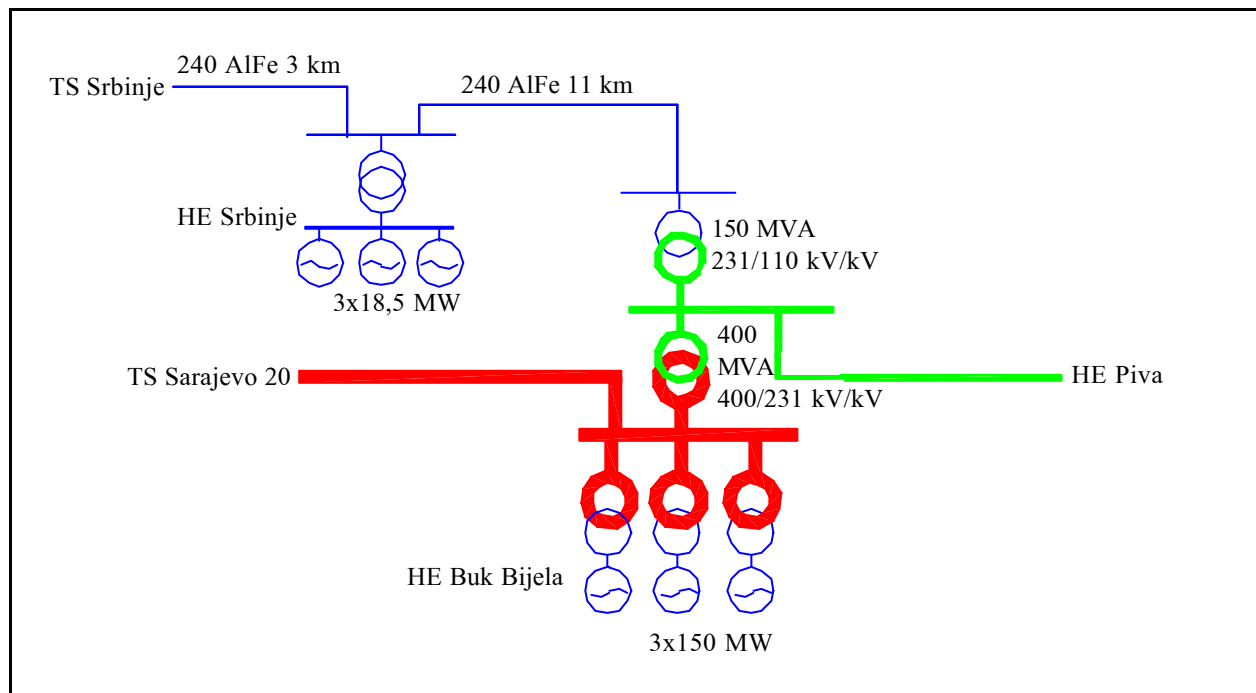 240 AlFe 3 km
TS Srbinje
240 AlFe 11 km
HE Srbinje
150 MVA
231/110 kV/kV
3x18,5 MW
400
MVA
400/231 kV/kV
TS Sarajevo 20
HE Piva
HE Buk Bijela
3x150 MW